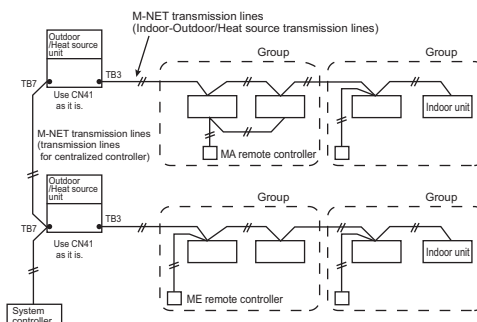 M-NET transmission lines
(Indoor-Outdoor/Heat source transmission lines)
Outdoor
/Heat source
unit
Group
Group
TB7
TB3
Use CN41
as it is.
Indoor unit
M-NET transmission lines
(transmission lines
for centralized controller)
MA remote controller
Outdoor
/Heat source
unit
Group
Group
TB7
TB3
Use CN41
as it is.
Indoor unit
ME remote controller
System
controller